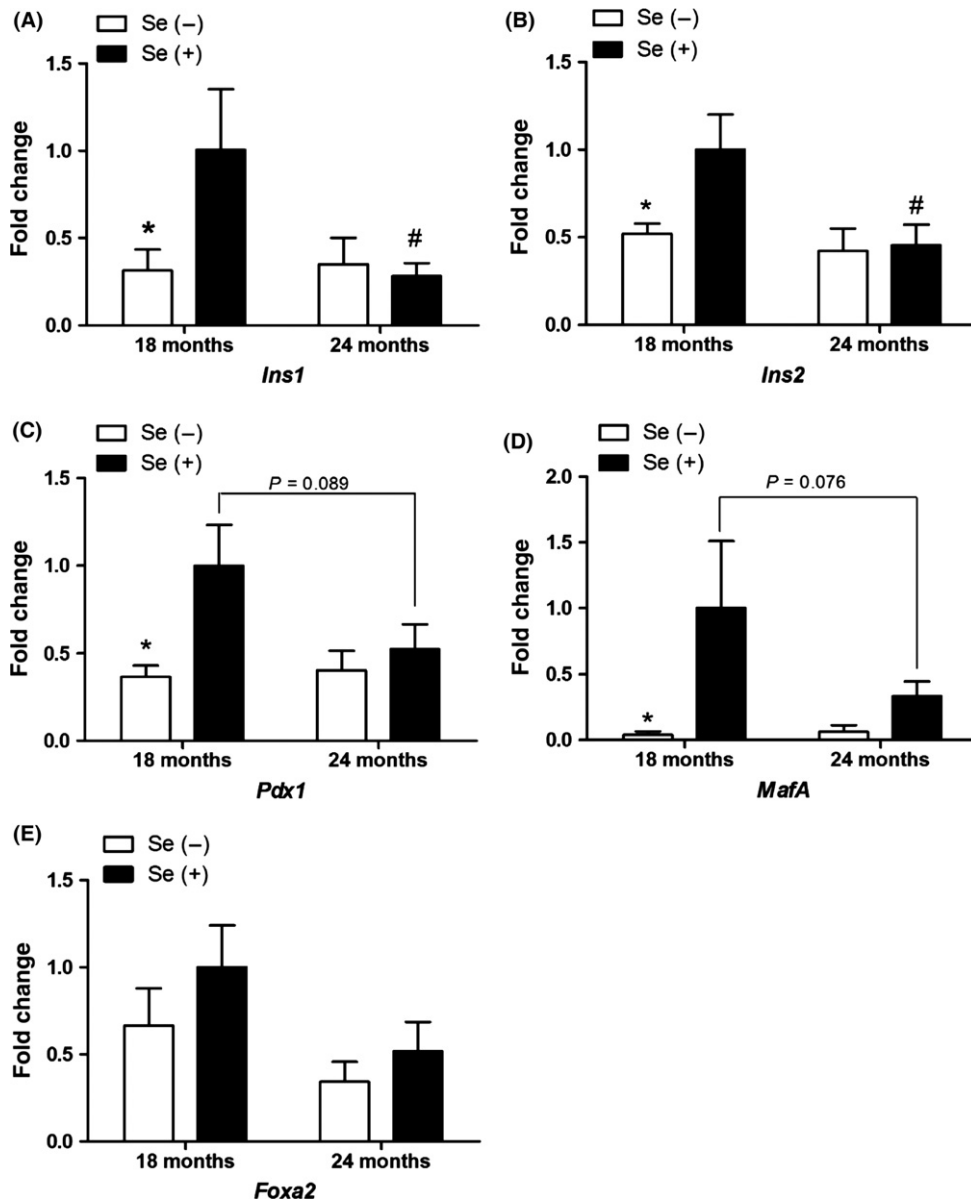 (A)
Se (–)
Se (+)
Fold change
1.5
1.0
0.5
0.0
*
#
18 months
24 months
Ins1
(B)
Se (–)
Se (+)
Fold change
1.5
1.0
0.5
0.0
*
#
18 months
24 months
Ins2
(C)
Se (–)
Se (+)
Fold change
1.5
1.0
0.5
0.0
P = 0.089
*
18 months
24 months
Pdx1
(D)
Se (–)
Se (+)
Fold change
2.0
1.5
1.0
0.5
0.0
P = 0.076
*
18 months
24 months
MafA
(E)
Se (–)
Se (+)
Fold change
1.5
1.0
0.5
0.0
18 months
24 months
Foxa2